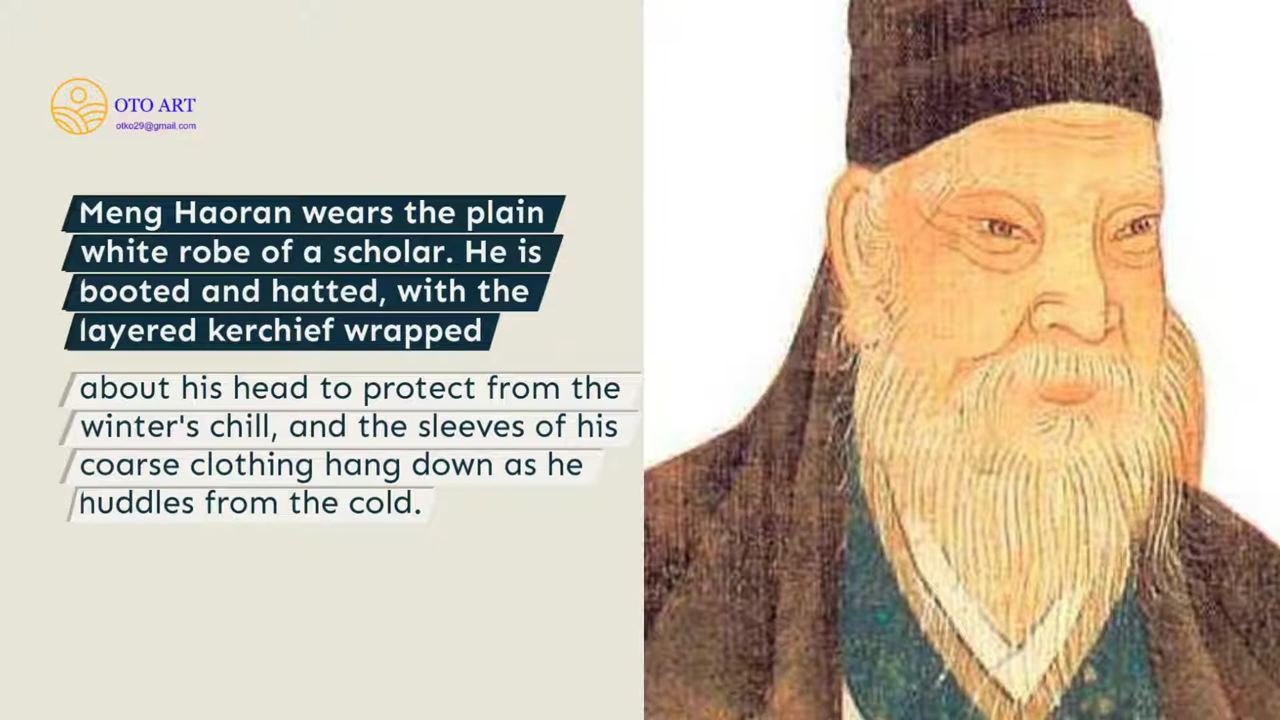 OTO ART
otko29@gmail.com
Meng Haoran wears the plain
white robe of a scholar. He is
booted and hatted, with the
layered kerchief wrapped
about his head to protect from the
winter's chill, and the sleeves of his
coarse clothing hang down as he
huddles from the cold.